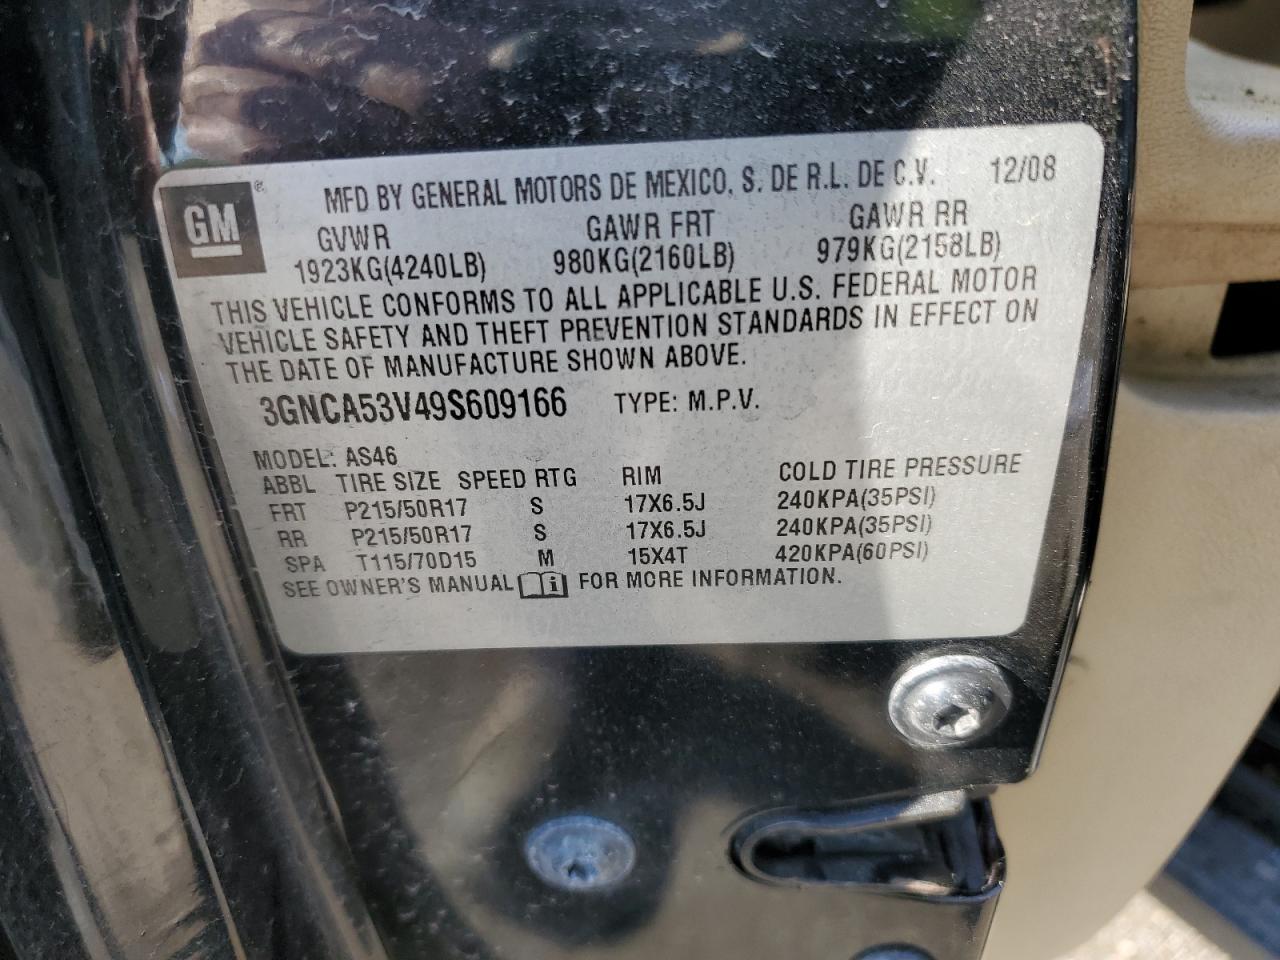 GM ® MFD BY GENERAL MOTORS DE MEXICO, S. DE R.L. DE C.V. 12/08
GVWR GAWR FRT GAWR RR
1923KG(4240LB) 980KG(2160LB) 979KG(2158LB)
THIS VEHICLE CONFORMS TO ALL APPLICABLE U.S. FEDERAL MOTOR
VEHICLE SAFETY AND THEFT PREVENTION STANDARDS IN EFFECT ON
THE DATE OF MANUFACTURE SHOWN ABOVE.
3GNCA53V49S609166 TYPE: M.P.V.
MODEL: AS46
ABBL TIRE SIZE SPEED RTG RIM COLD TIRE PRESSURE
FRT P215/50R17 S 17X6.5J 240KPA(35PSI)
RR P215/50R17 S 17X6.5J 240KPA(35PSI)
SPA T115/70D15 M 15X4T 420KPA(60PSI)
SEE OWNER'S MANUAL i FOR MORE INFORMATION.